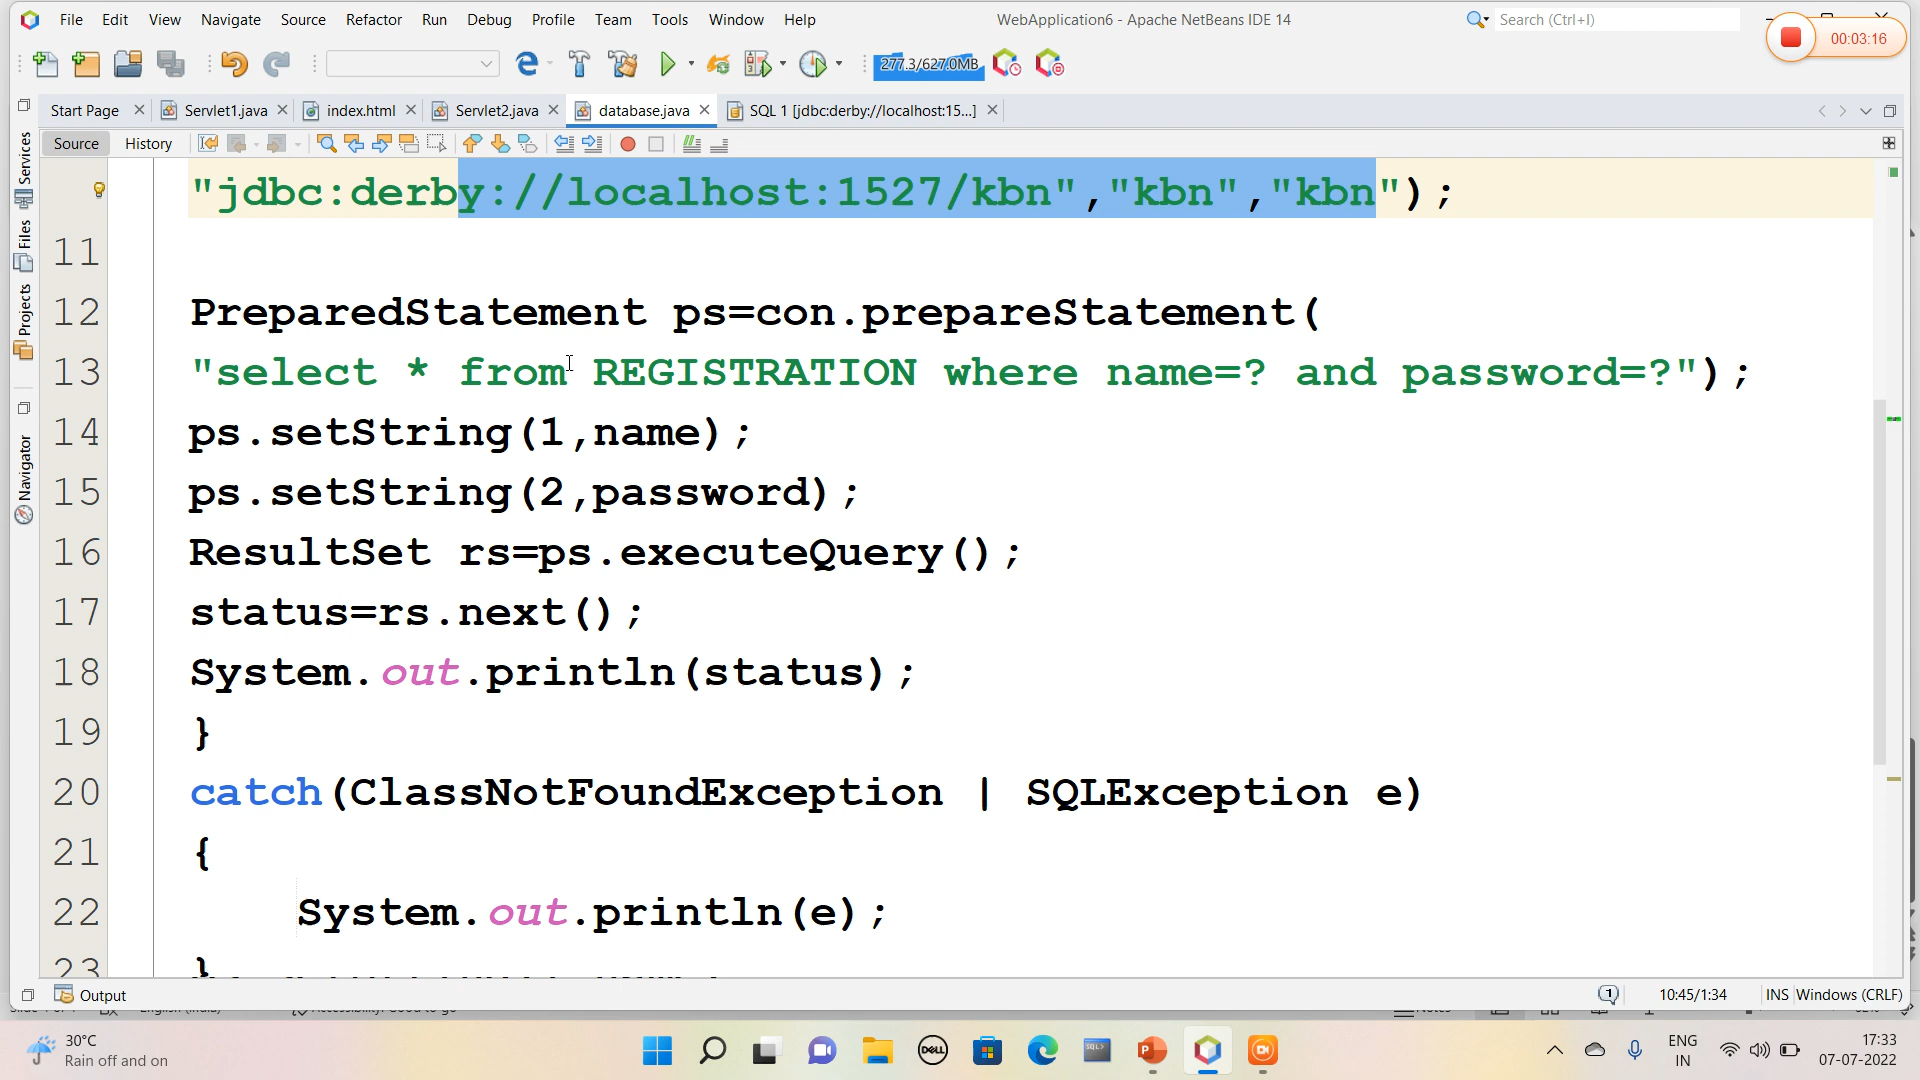 File Edit View Navigate Source Refactor Run Debug Profile Team Tools Window Help
WebApplication6 - Apache NetBeans IDE 14
Search (Ctrl+I)
00:03:16
277.3/627.0MB
Start Page Servlet1.java index.html Servlet2.java database.java SQL 1 [jdbc:derby://localhost:15...]
Source History
Services
Files
Projects
Navigator
"jdbc:derby://localhost:1527/kbn","kbn","kbn");
11
12 PreparedStatement ps=con.prepareStatement(
13 "select * from REGISTRATION where name=? and password=?");
14 ps.setString(1,name);
15 ps.setString(2,password);
16 ResultSet rs=ps.executeQuery();
17 status=rs.next();
18 System.out.println(status);
19 }
20 catch(ClassNotFoundException | SQLException e)
21 {
22 System.out.println(e);
23 }
Output
1
10:45/1:34 INS Windows (CRLF)
30°C
Rain off and on
DELL
SQL>
ENG
IN
17:33
07-07-2022